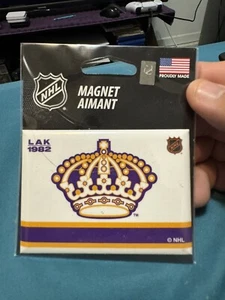 NHL
MAGNET
AIMANT
PROUDLY MADE
LAK
1982
TM
© NHL